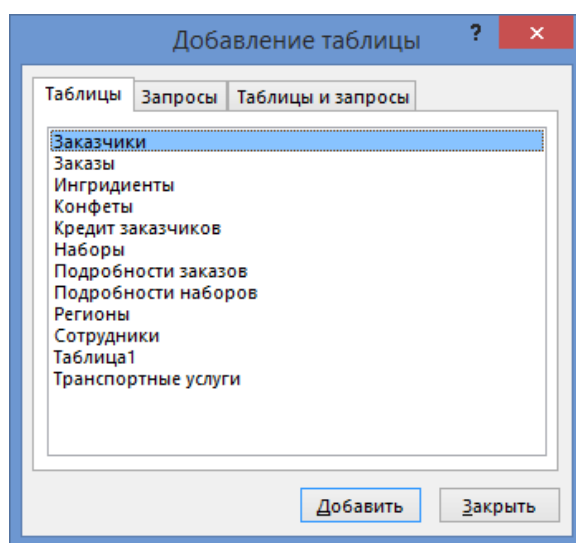 Добавление таблицы ? ×
Таблицы Запросы Таблицы и запросы
Заказчики
Заказы
Ингридиенты
Конфеты
Кредит заказчиков
Наборы
Подробности заказов
Подробности наборов
Регионы
Сотрудники
Таблица1
Транспортные услуги
Добавить Закрыть